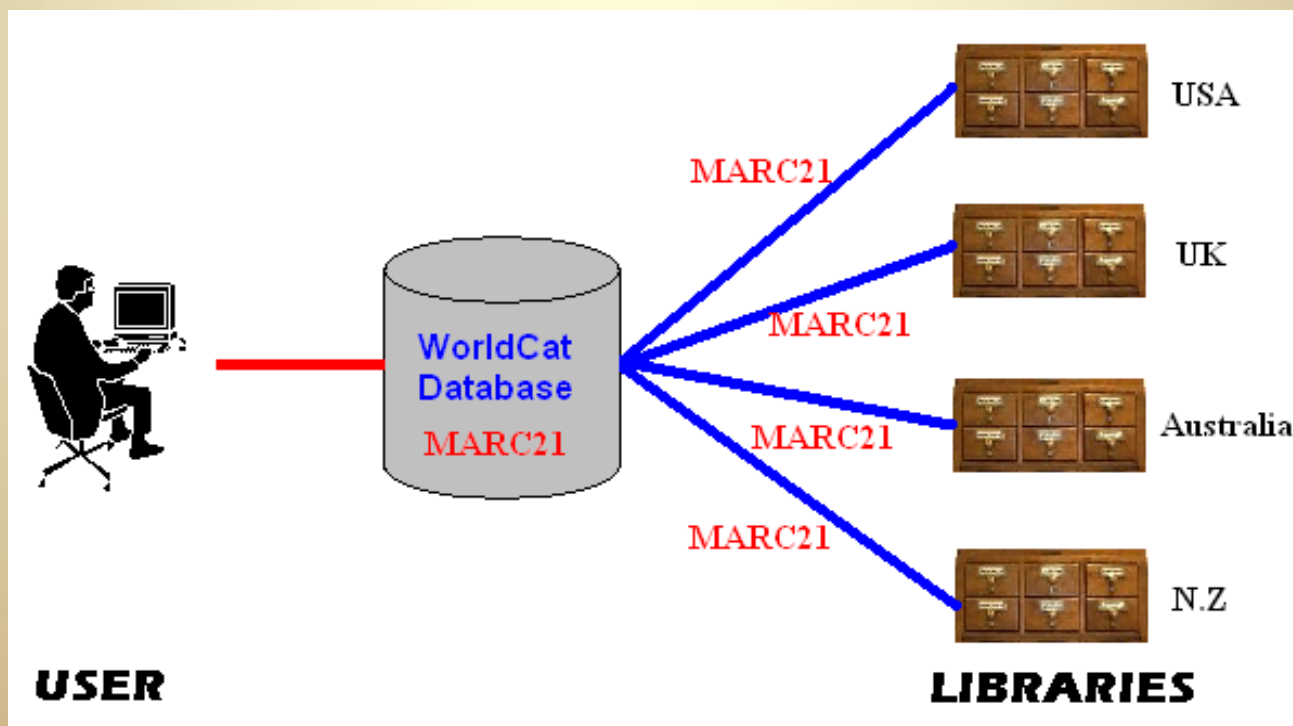 USA
MARC21
UK
MARC21
WorldCat
Database
MARC21
Australia
MARC21
MARC21
N.Z
USER
LIBRARIES